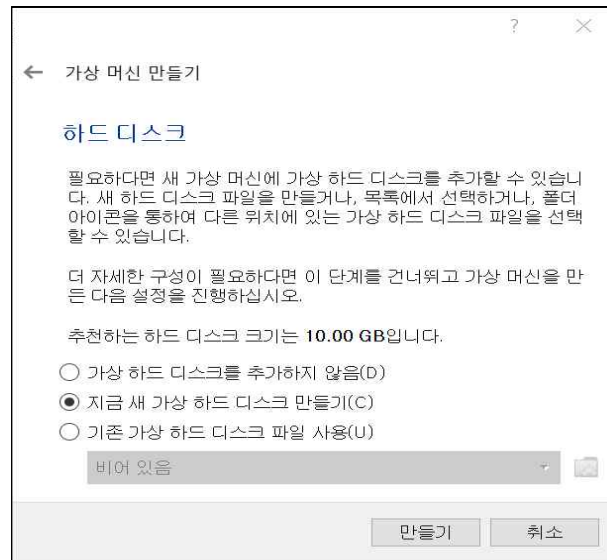 ?
가상 머신 만들기
하드 디스크
필요하다면 새 가상 머신에 가상 하드 디스크를 추가할 수 있습니
다. 새 하드 디스크 파일을 만들거나, 목록에서 선택하거나, 폴더
아이콘을 통하여 다른 위치에 있는 가상 하드 디스크 파일을 선택
할 수 있습니다.
더 자세한 구성이 필요하다면 이 단계를 건너뛰고 가상 머신을 만
든 다음 설정을 진행하십시오.
추천하는 하드 디스크 크기는 10.00 GB입니다.
가상 하드 디스크를 추가하지 않음(D)
지금 새 가상 하드 디스크 만들기(C)
기존 가상 하드 디스크 파일 사용(U)
비어 있음
만들기 취소